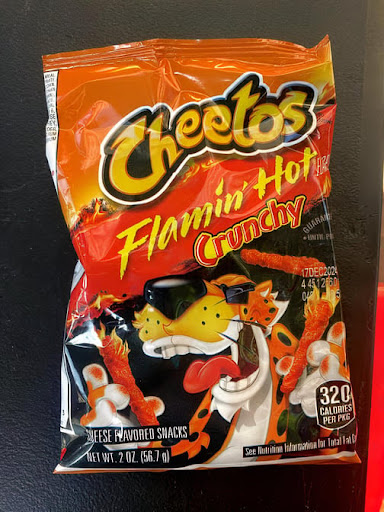 Cheetos
Flamin' Hot
Crunchy
GUARAN
17DEC2024
320
CALORIES
PER PKG
CHEESE FLAVORED SNACKS
NET WT. 2 OZ. (56.7 g)
See Nutrition Information for Total Fat